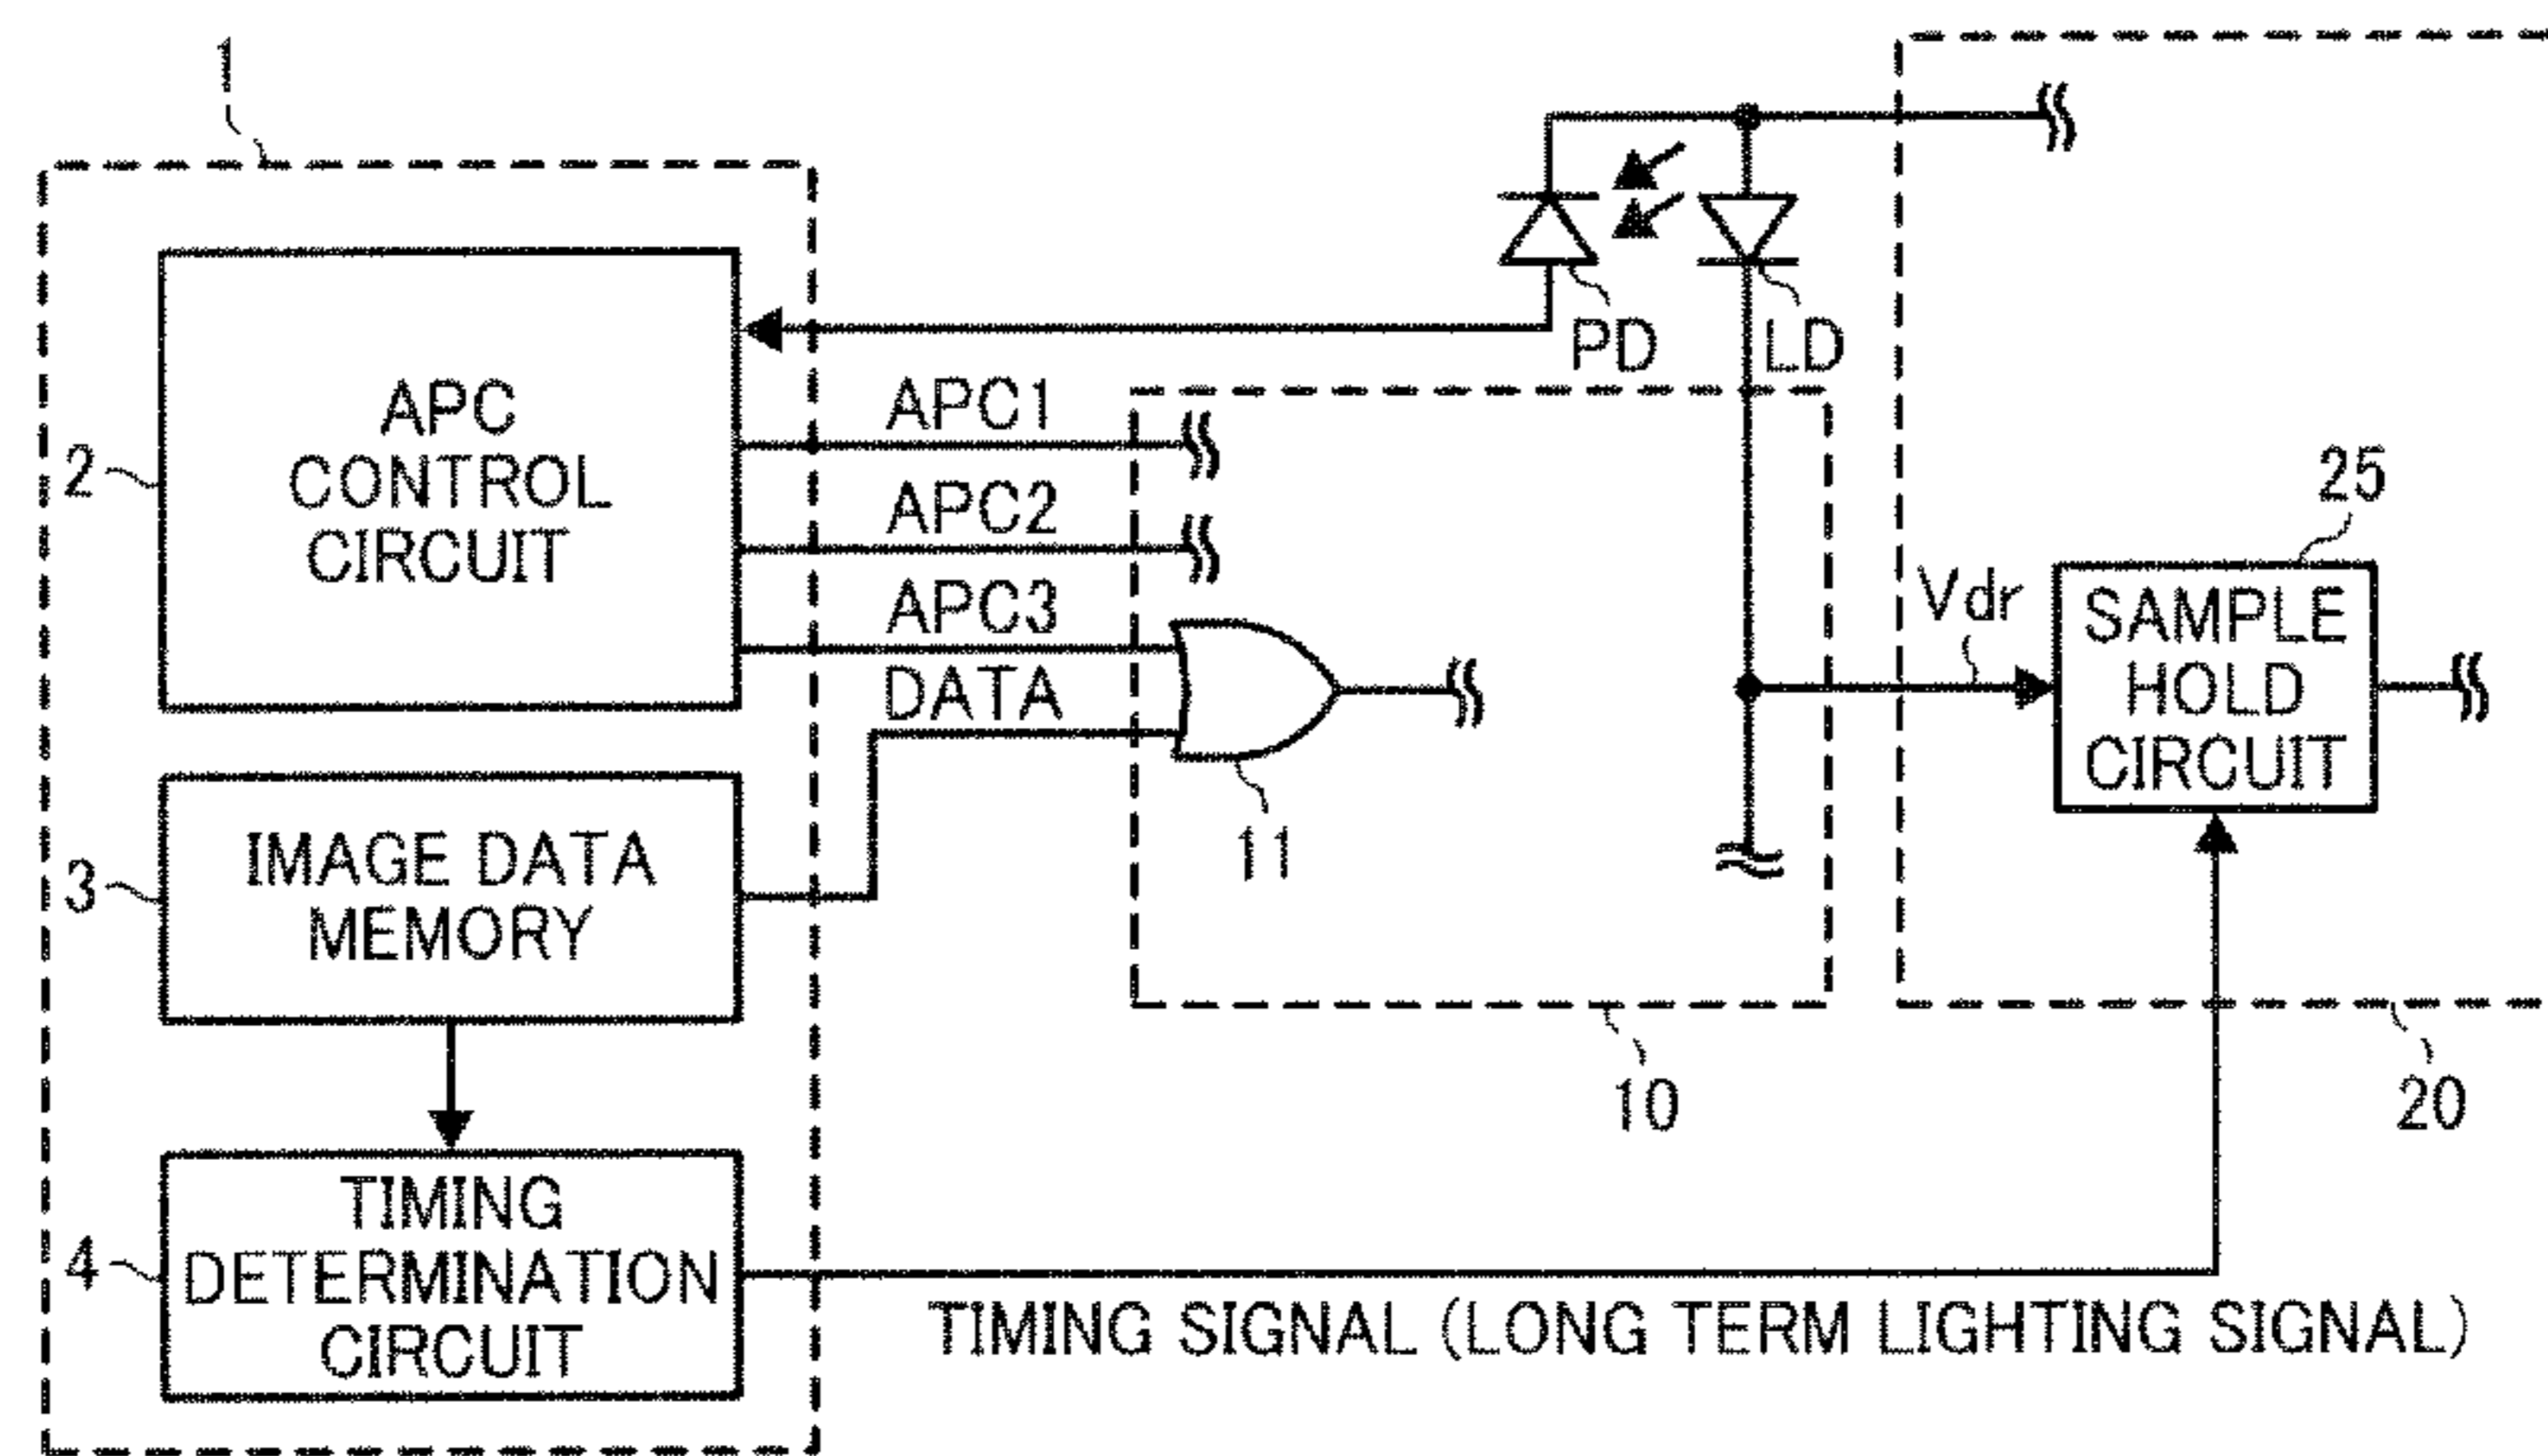 1
2
APC
CONTROL
CIRCUIT
APC1
APC2
APC3
DATA
PD
LD
11
10
Vdr
25
SAMPLE
HOLD
CIRCUIT
20
3
IMAGE DATA
MEMORY
4
TIMING
DETERMINATION
CIRCUIT
TIMING SIGNAL (LONG TERM LIGHTING SIGNAL)